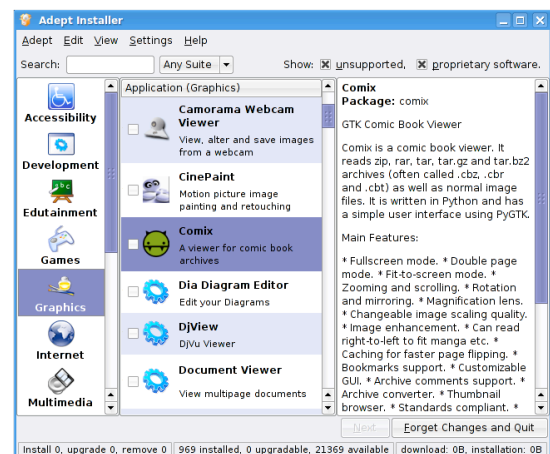 Adept Installer
Adept Edit View Settings Help
Search: Any Suite Show: unsupported, proprietary software.
Accessibility
Development
Edutainment
Games
Graphics
Internet
Multimedia
Application (Graphics)
Camorama Webcam
Viewer
View, alter and save images
from a webcam
CinePaint
Motion picture image
painting and retouching
Comix
A viewer for comic book
archives
Dia Diagram Editor
Edit your Diagrams
DjView
DjVu Viewer
Document Viewer
View multipage documents
Comix
Package: comix
GTK Comic Book Viewer
Comix is a comic book viewer. It
reads zip, rar, tar, tar.gz and tar.bz2
archives (often called .cbz, .cbr
and .cbt) as well as normal image
files. It is written in Python and has
a simple user interface using PyGTK.
Main Features:
* Fullscreen mode. * Double page
mode. * Fit-to-screen mode. *
Zooming and scrolling. * Rotation
and mirroring. * Magnification lens.
* Changeable image scaling quality.
* Image enhancement. * Can read
right-to-left to fit manga etc. *
Caching for faster page flipping. *
Bookmarks support. * Customizable
GUI. * Archive comments support. *
Archive converter. * Thumbnail
browser. * Standards compliant. *
Next Forget Changes and Quit
Install 0, upgrade 0, remove 0 969 installed, 0 upgradable, 21369 available download: 0B, installation: 0B